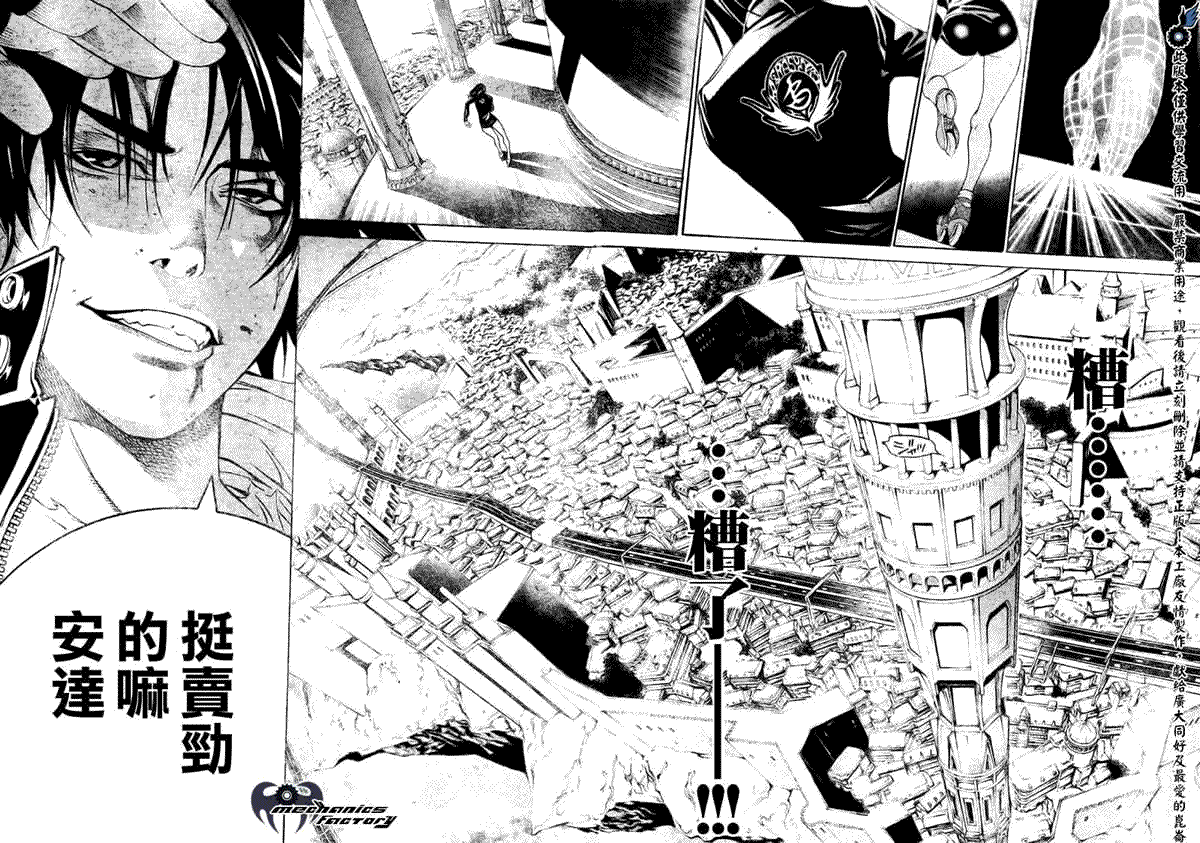 此版本僅供學習交流用，嚴禁商業用途，觀看後請立刻刪除並請支持正版！本工廠友情製作，獻給廣大同好及最愛的崑崙
糟…………
ジャッ
…糟了——!!!
挺賣勁
的嘛
安達
mechanics
factory